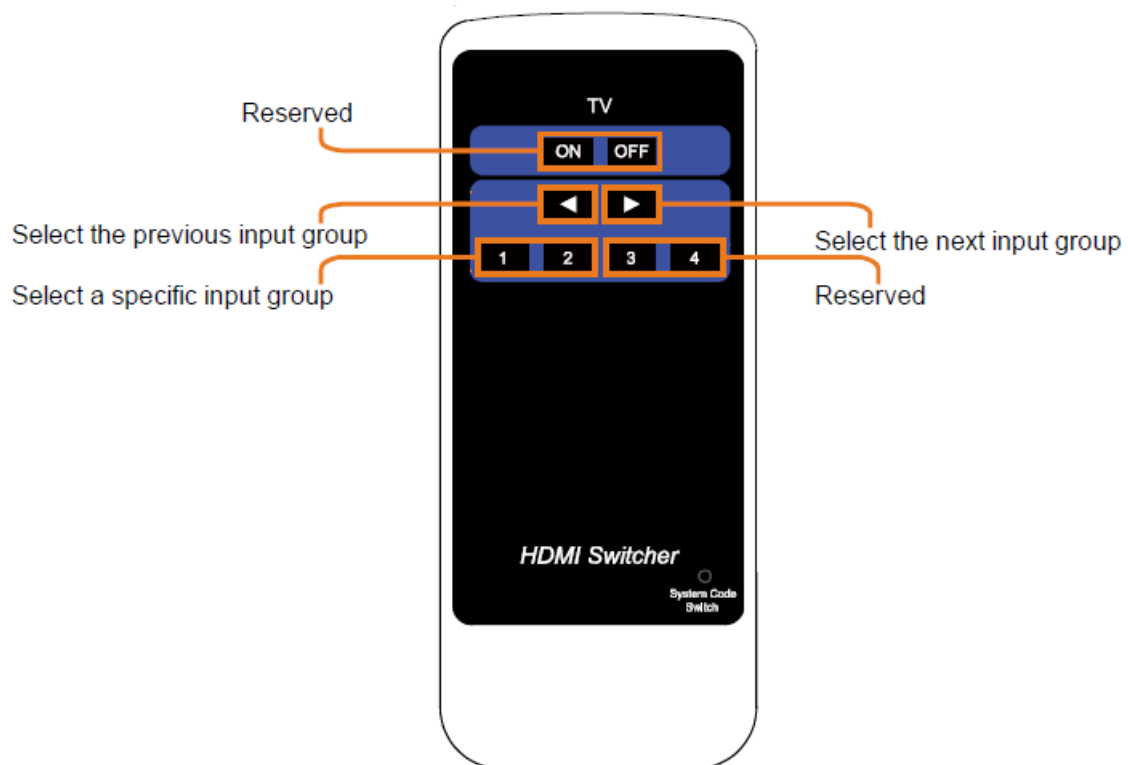 TV
Reserved
ON OFF
◀ ▶
Select the previous input group
Select the next input group
1 2 3 4
Select a specific input group
Reserved
HDMI Switcher
System Code
Switch